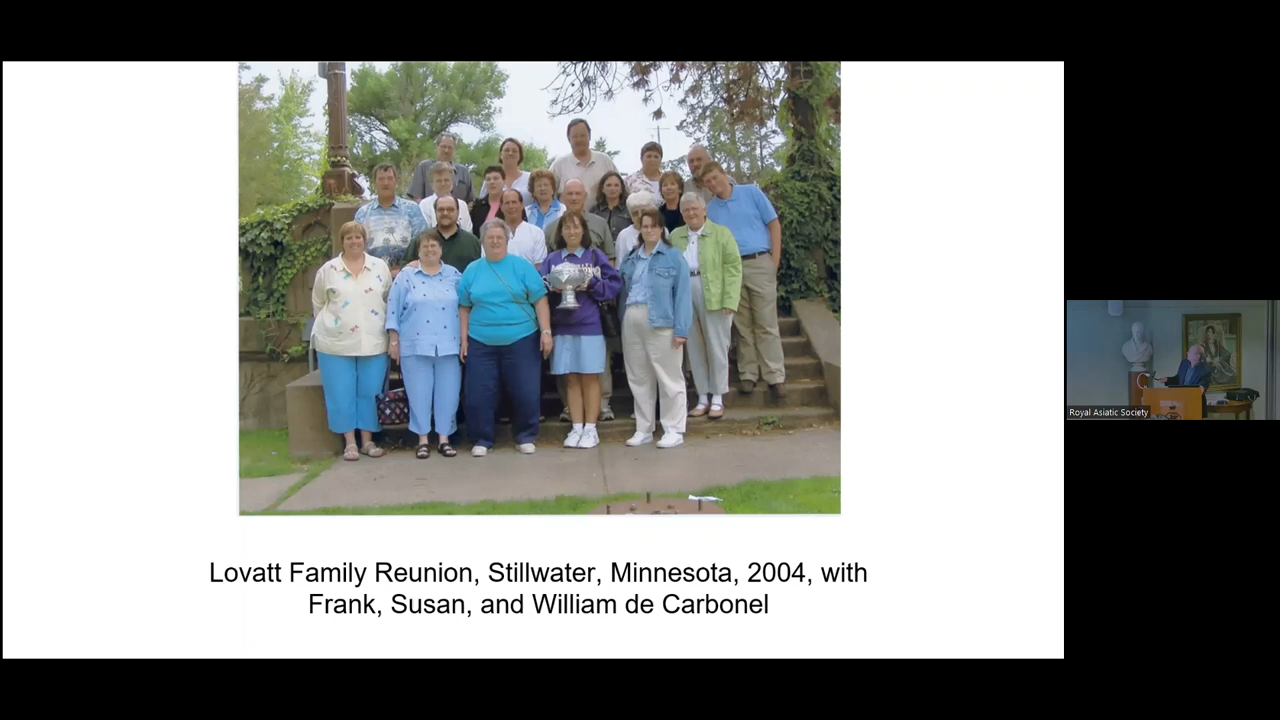 Lovatt Family Reunion, Stillwater, Minnesota, 2004, with
Frank, Susan, and William de Carbonel
Royal Asiatic Society